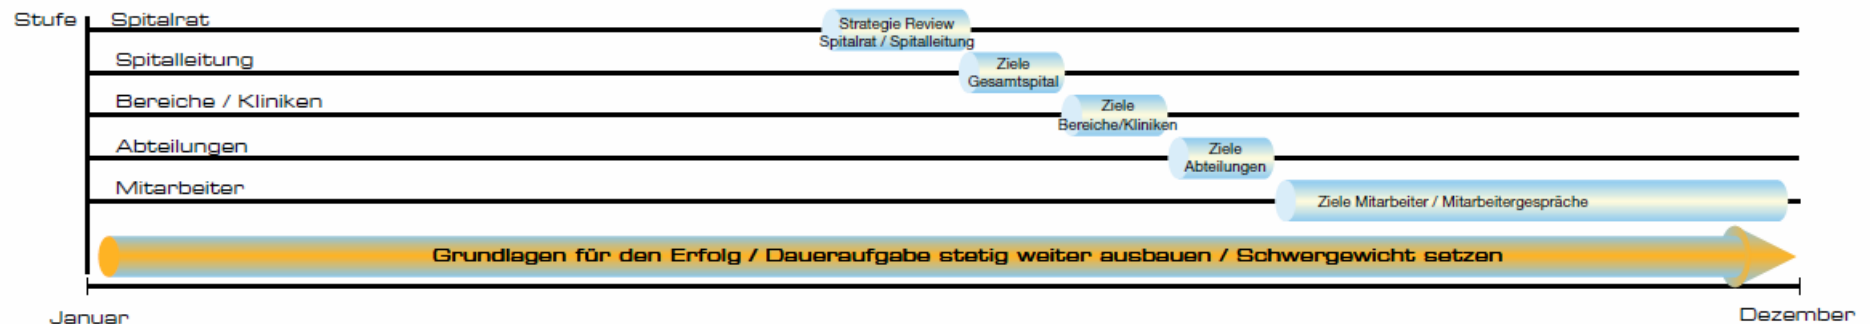 Stufe
Spitalrat
Strategie Review
Spitalrat / Spitalleitung
Spitalleitung
Ziele
Gesamtspital
Bereiche / Kliniken
Ziele
Bereiche/Kliniken
Abteilungen
Ziele
Abteilungen
Mitarbeiter
Ziele Mitarbeiter / Mitarbeitergespräche
Grundlagen für den Erfolg / Daueraufgabe stetig weiter ausbauen / Schwergewicht setzen
Januar
Dezember